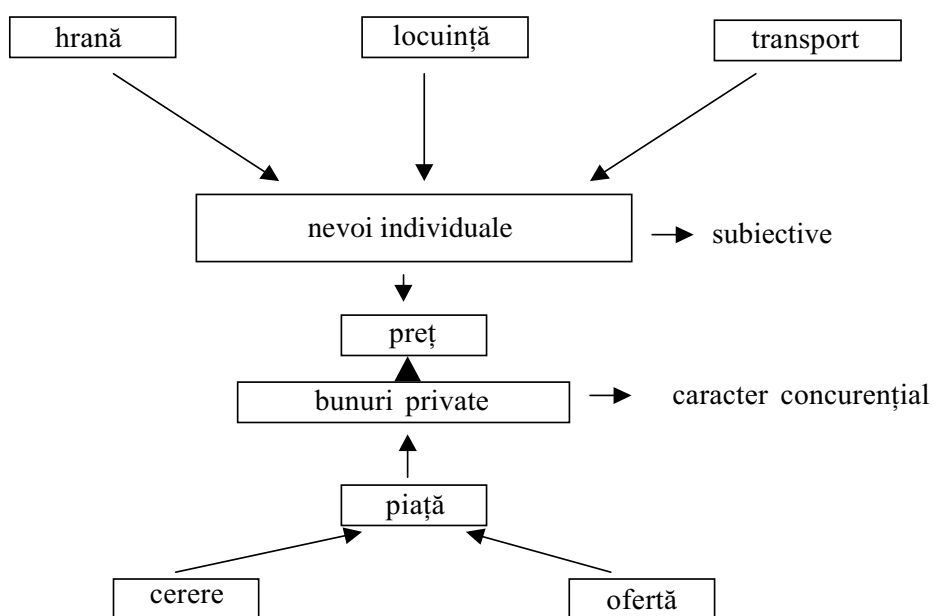 hrană
locuință
transport
nevoi individuale
subiective
preț
bunuri private
caracter concurențial
piață
cerere
ofertă